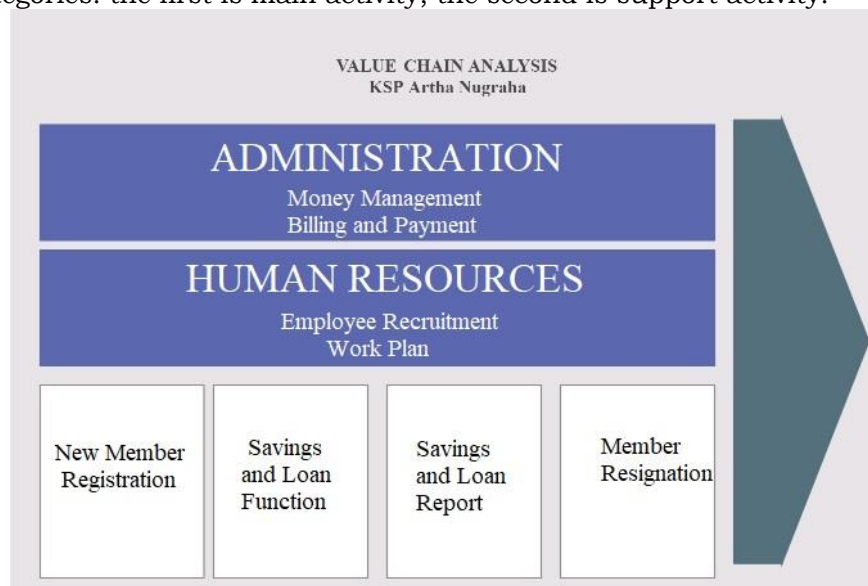 tegories: the first is main activity, the second is support activity.
VALUE CHAIN ANALYSIS
KSP Artha Nugraha
ADMINISTRATION
Money Management
Billing and Payment
HUMAN RESOURCES
Employee Recruitment
Work Plan
New Member
Registration
Savings
and Loan
Function
Savings
and Loan
Report
Member
Resignation